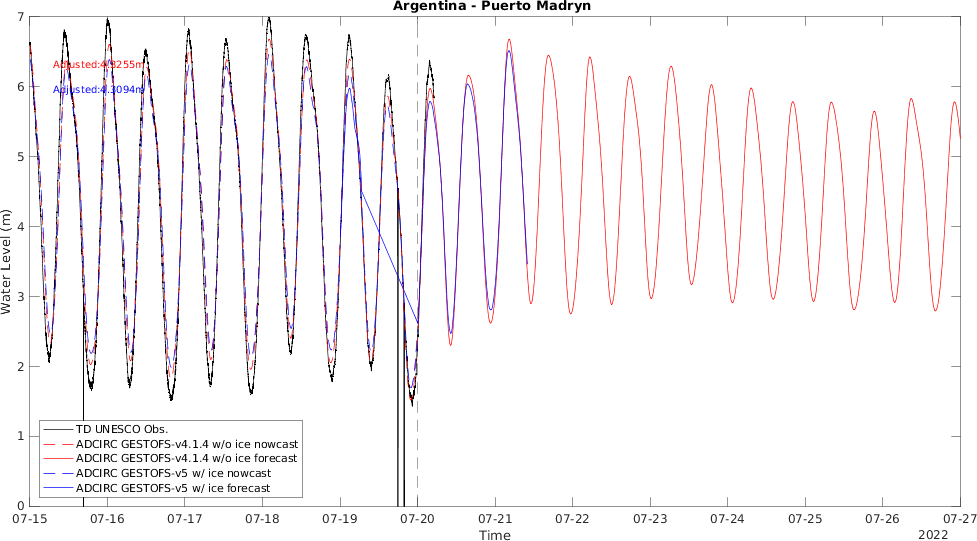 Argentina - Puerto Madryn
7
6
5
4
3
2
1
0
Water Level (m)
Adjusted:4.3255m
Adjusted:4.3094m
TD UNESCO Obs.
ADCIRC GESTOFS-v4.1.4 w/o ice nowcast
ADCIRC GESTOFS-v4.1.4 w/o ice forecast
ADCIRC GESTOFS-v5 w/ ice nowcast
ADCIRC GESTOFS-v5 w/ ice forecast
07-15 07-16 07-17 07-18 07-19 07-20 07-21 07-22 07-23 07-24 07-25 07-26 07-27
Time
2022